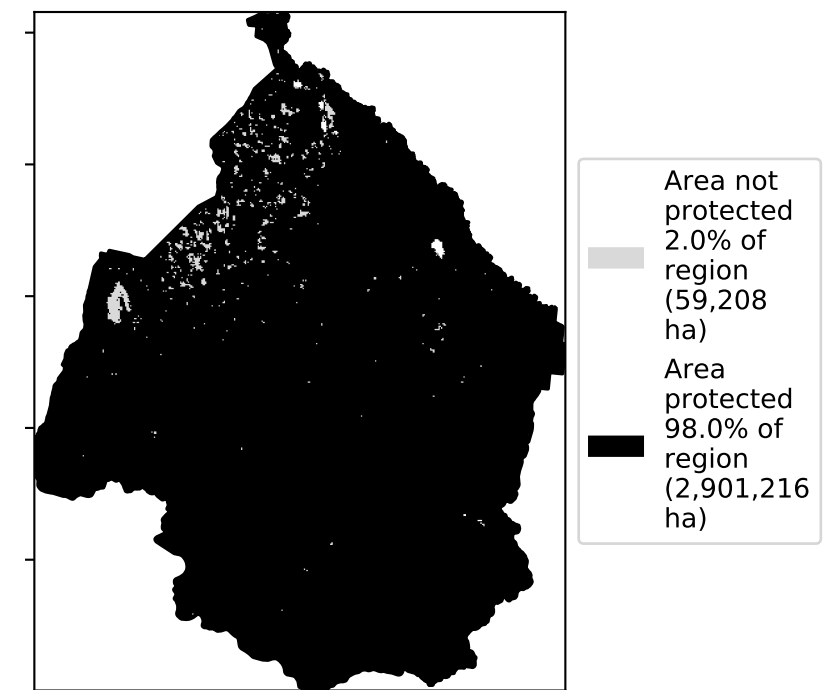 Area not
protected
2.0% of
region
(59,208
ha)
Area
protected
98.0% of
region
(2,901,216
ha)